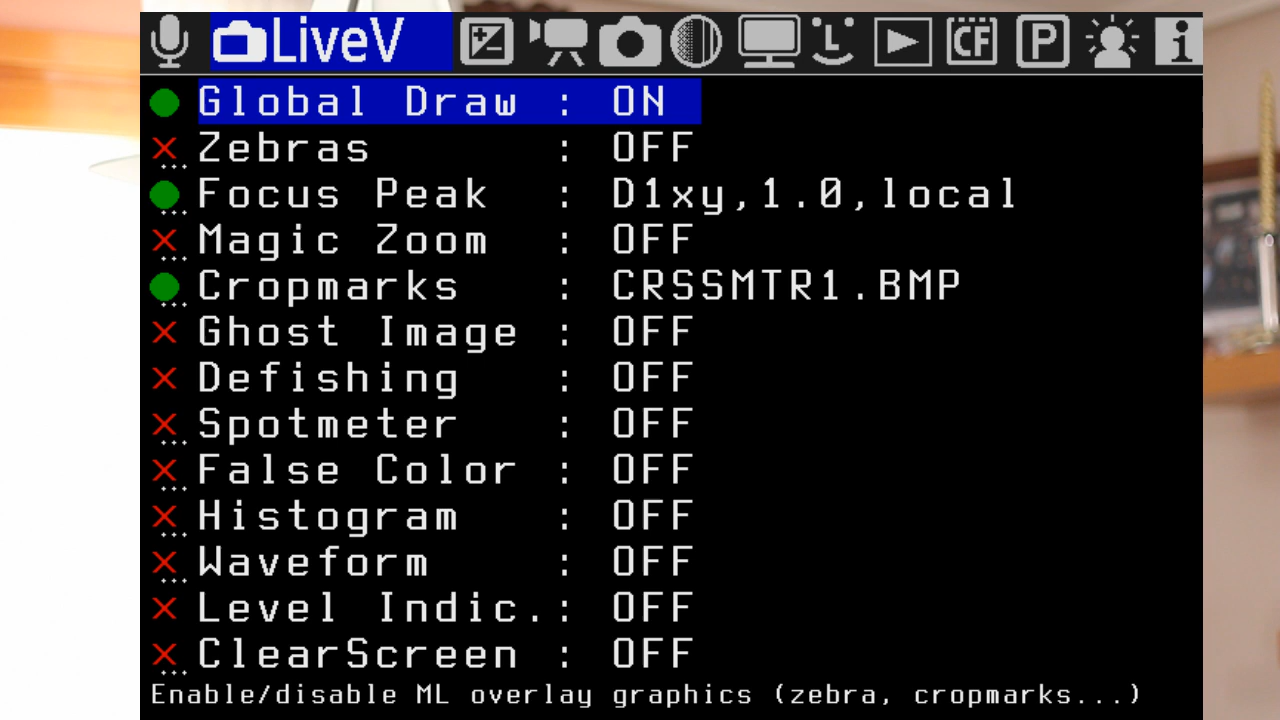 LiveV CF P i
Global Draw : ON
Zebras : OFF
Focus Peak : D1xy,1.0,local
Magic Zoom : OFF
Cropmarks : CRSSMTR1.BMP
Ghost Image : OFF
Defishing : OFF
Spotmeter : OFF
False Color : OFF
Histogram : OFF
Waveform : OFF
Level Indic.: OFF
ClearScreen : OFF
Enable/disable ML overlay graphics (zebra, cropmarks...)